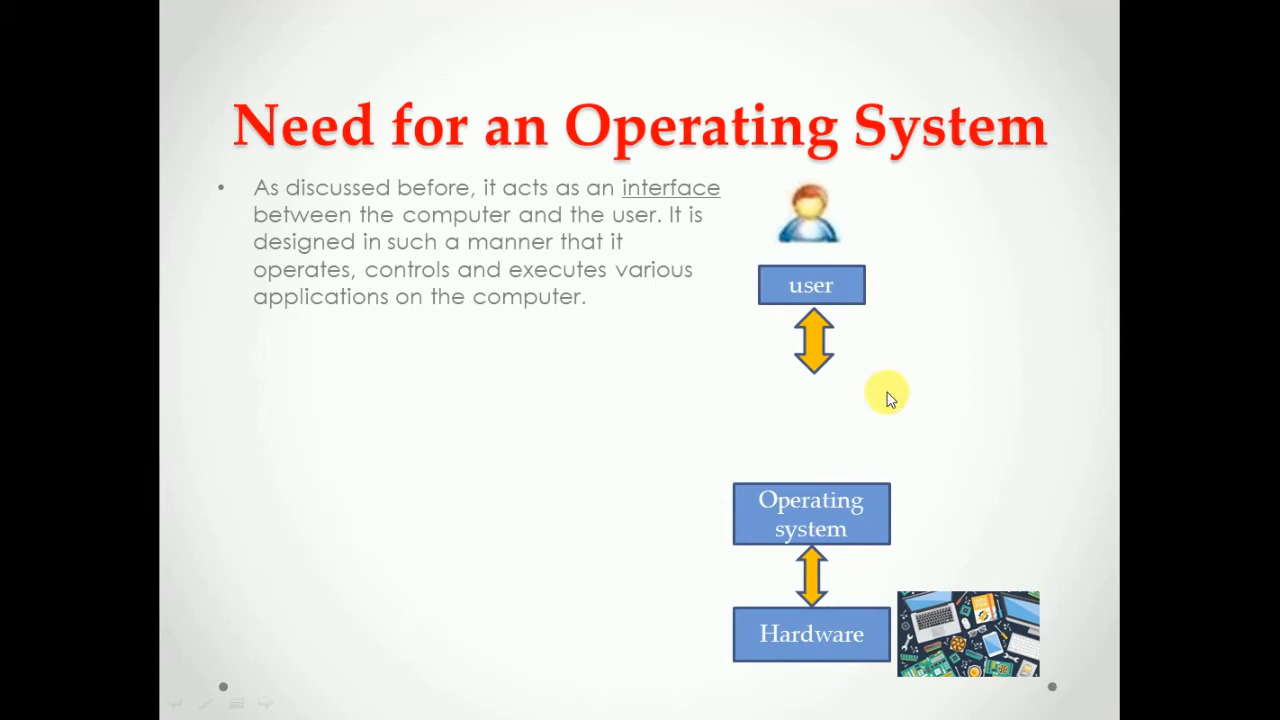 Need for an Operating System
• As discussed before, it acts as an interface
between the computer and the user. It is
designed in such a manner that it
operates, controls and executes various
applications on the computer.
user
Operating
system
Hardware